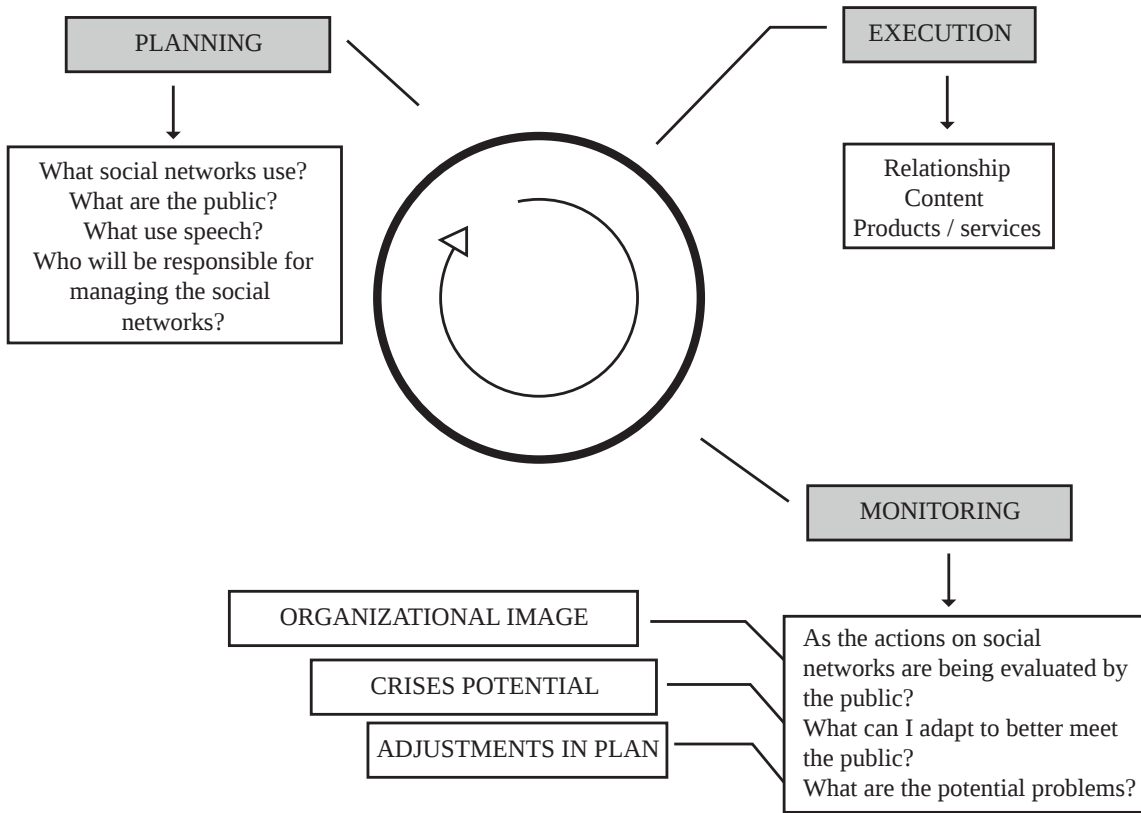 PLANNING
What social networks use?
What are the public?
What use speech?
Who will be responsible for
managing the social
networks?
EXECUTION
Relationship
Content
Products / services
MONITORING
As the actions on social
networks are being evaluated by
the public?
What can I adapt to better meet
the public?
What are the potential problems?
ORGANIZATIONAL IMAGE
CRISES POTENTIAL
ADJUSTMENTS IN PLAN